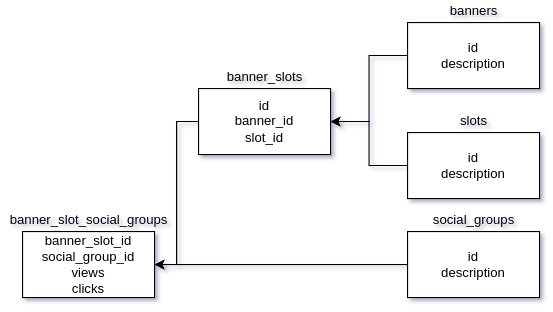 banners
id
description
banner_slots
id
banner_id
slot_id
slots
id
description
banner_slot_social_groups
banner_slot_id
social_group_id
views
clicks
social_groups
id
description